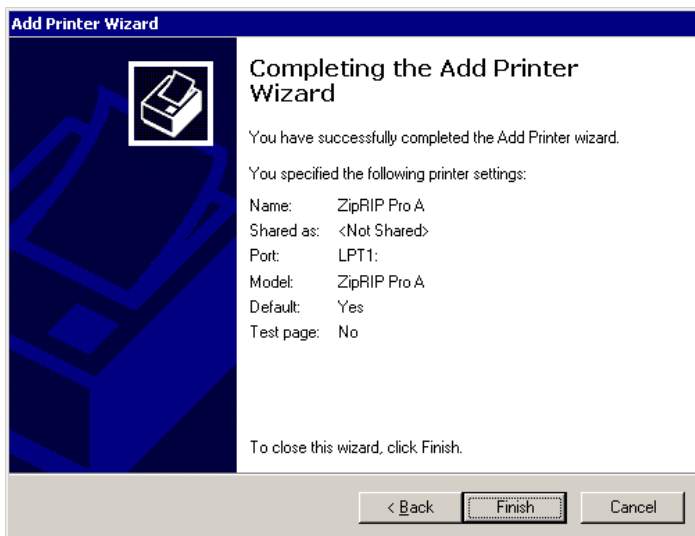 Add Printer Wizard
Completing the Add Printer
Wizard
You have successfully completed the Add Printer wizard.
You specified the following printer settings:
Name: ZipRIP Pro A
Shared as: <Not Shared>
Port: LPT1:
Model: ZipRIP Pro A
Default: Yes
Test page: No
To close this wizard, click Finish.
< Back Finish Cancel